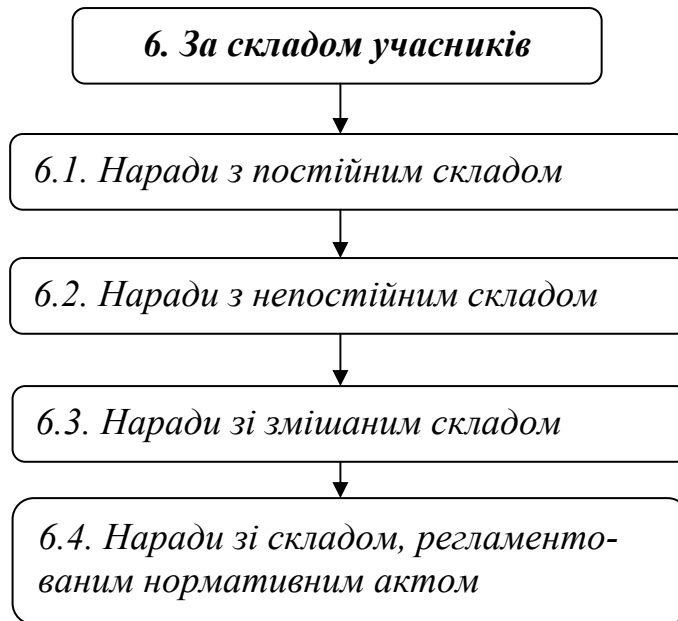 6. За складом учасників
6.1. Наради з постійним складом
6.2. Наради з непостійним складом
6.3. Наради зі змішаним складом
6.4. Наради зі складом, регламенто-
ваним нормативним актом